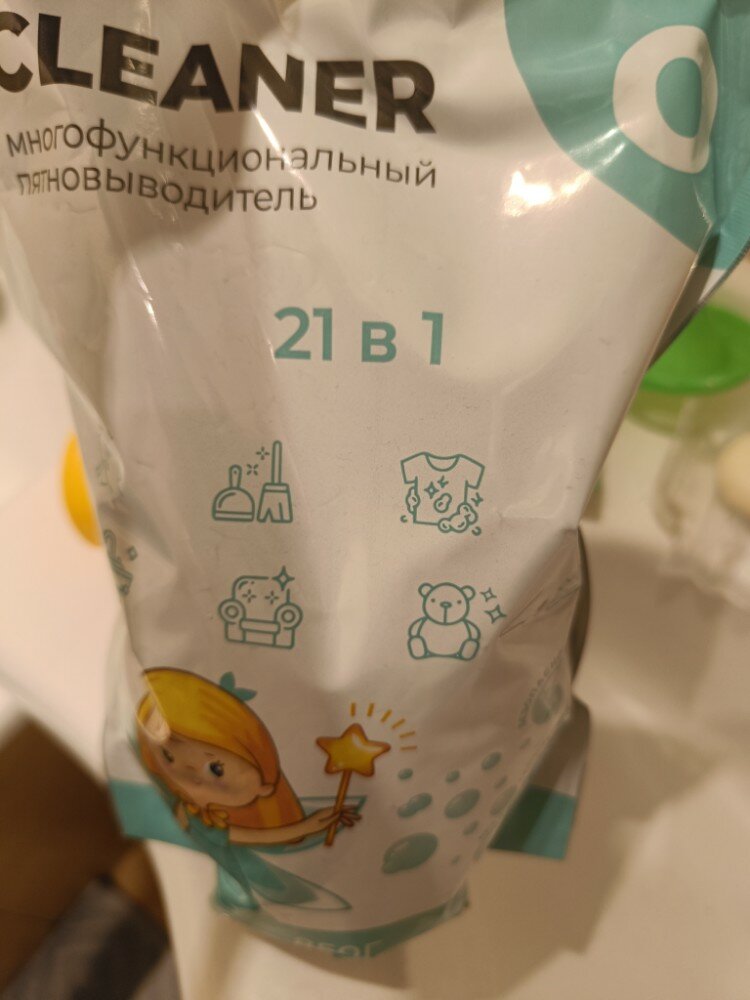 CLEANER
многофункциональный
пятновыводитель
21 в 1